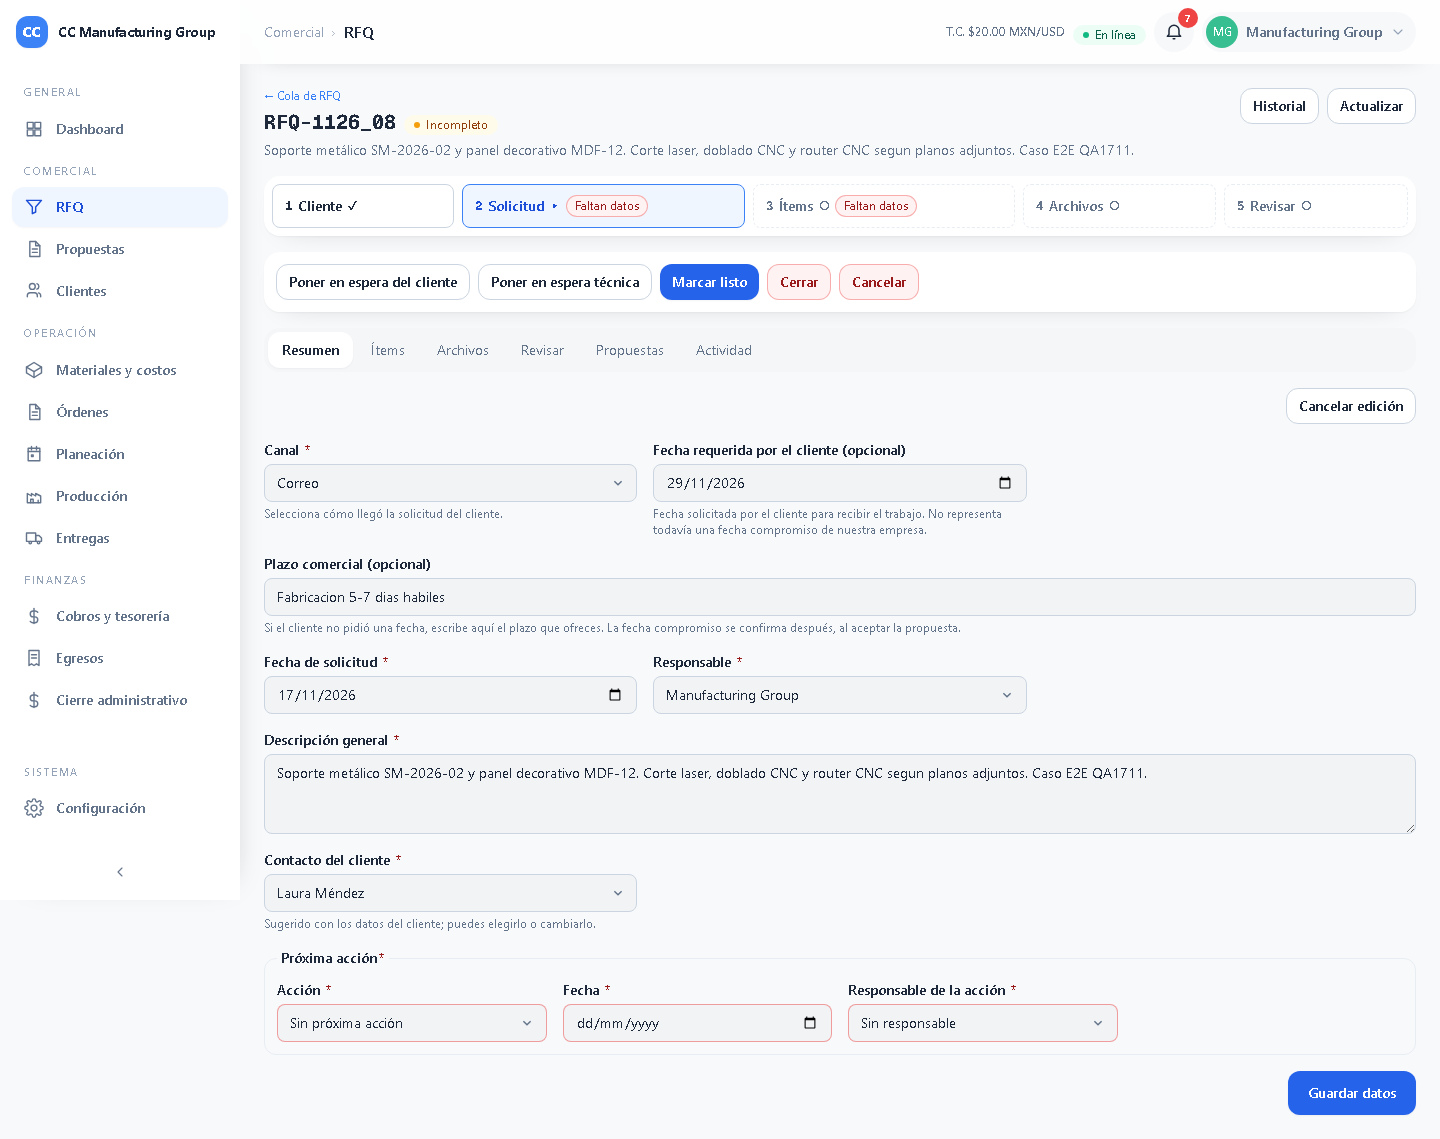 CC
CC Manufacturing Group
Comercial › RFQ
T.C. $20.00 MXN/USD
En línea
7
MG
Manufacturing Group
GENERAL
Dashboard
COMERCIAL
RFQ
Propuestas
Clientes
OPERACIÓN
Materiales y costos
Órdenes
Planeación
Producción
Entregas
FINANZAS
Cobros y tesorería
Egresos
Cierre administrativo
SISTEMA
Configuración
← Cola de RFQ
RFQ-1126_08
Incompleto
Soporte metálico SM-2026-02 y panel decorativo MDF-12. Corte laser, doblado CNC y router CNC segun planos adjuntos. Caso E2E QA1711.
Historial
Actualizar
1 Cliente ✓
2 Solicitud Faltan datos
3 Ítems Faltan datos
4 Archivos
5 Revisar
Poner en espera del cliente
Poner en espera técnica
Marcar listo
Cerrar
Cancelar
Resumen
Ítems
Archivos
Revisar
Propuestas
Actividad
Cancelar edición
Canal *
Correo
Selecciona cómo llegó la solicitud del cliente.
Fecha requerida por el cliente (opcional)
29/11/2026
Fecha solicitada por el cliente para recibir el trabajo. No representa
todavía una fecha compromiso de nuestra empresa.
Plazo comercial (opcional)
Fabricacion 5-7 dias habiles
Si el cliente no pidió una fecha, escribe aquí el plazo que ofreces. La fecha compromiso se confirma después, al aceptar la propuesta.
Fecha de solicitud *
17/11/2026
Responsable *
Manufacturing Group
Descripción general *
Soporte metálico SM-2026-02 y panel decorativo MDF-12. Corte laser, doblado CNC y router CNC segun planos adjuntos. Caso E2E QA1711.
Contacto del cliente *
Laura Méndez
Sugerido con los datos del cliente; puedes elegirlo o cambiarlo.
Próxima acción*
Acción *
Sin próxima acción
Fecha *
dd/mm/yyyy
Responsable de la acción *
Sin responsable
Guardar datos